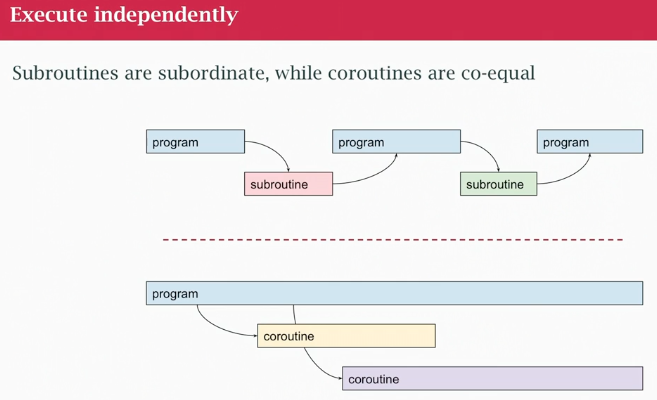 Execute independently
Subroutines are subordinate, while coroutines are co-equal
program
program
program
subroutine
subroutine
program
coroutine
coroutine